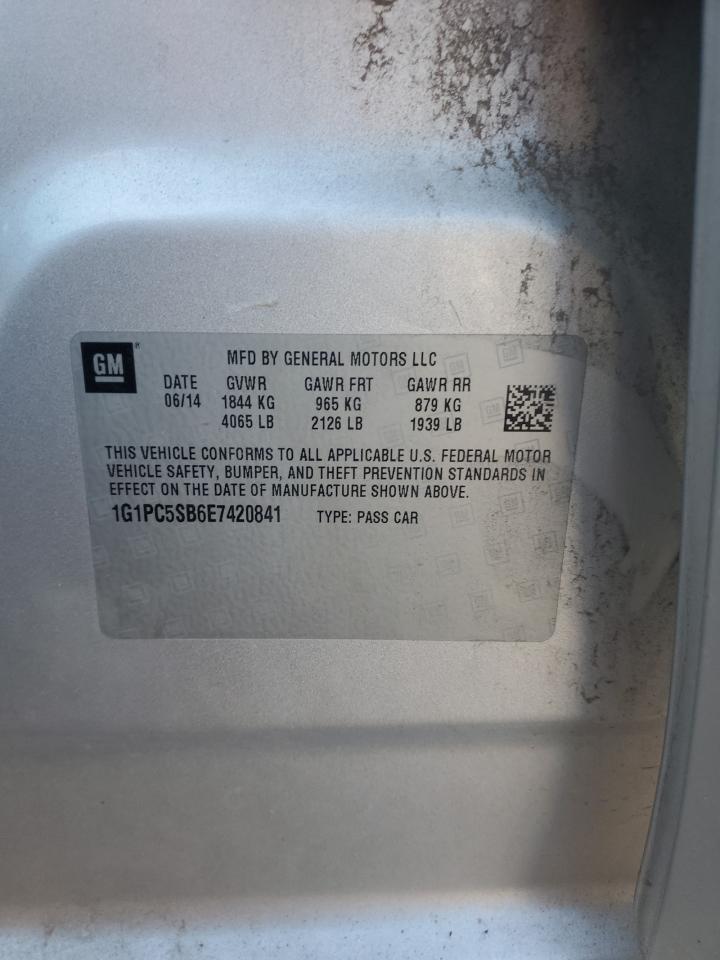 GM
MFD BY GENERAL MOTORS LLC
DATE GVWR GAWR FRT GAWR RR
06/14 1844 KG 965 KG 879 KG
4065 LB 2126 LB 1939 LB
THIS VEHICLE CONFORMS TO ALL APPLICABLE U.S. FEDERAL MOTOR
VEHICLE SAFETY, BUMPER, AND THEFT PREVENTION STANDARDS IN
EFFECT ON THE DATE OF MANUFACTURE SHOWN ABOVE.
1G1PC5SB6E7420841 TYPE: PASS CAR